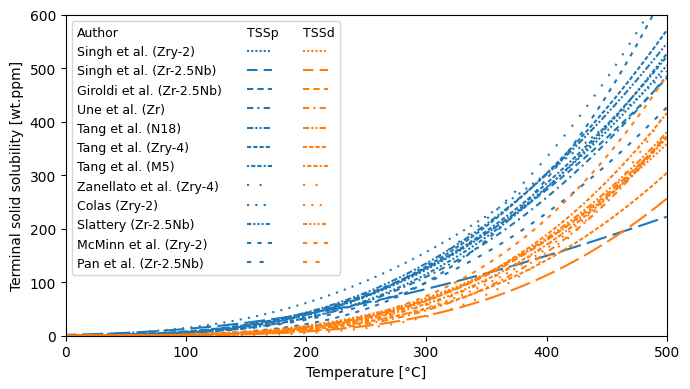 600
500
400
300
200
100
0
Terminal solid solubility [wt.ppm]
Author TSSp TSSd
Singh et al. (Zry-2)
Singh et al. (Zr-2.5Nb)
Giroldi et al. (Zr-2.5Nb)
Une et al. (Zr)
Tang et al. (N18)
Tang et al. (Zry-4)
Tang et al. (M5)
Zanellato et al. (Zry-4)
Colas (Zry-2)
Slattery (Zr-2.5Nb)
McMinn et al. (Zry-2)
Pan et al. (Zr-2.5Nb)
0 100 200 300 400 500
Temperature [°C]